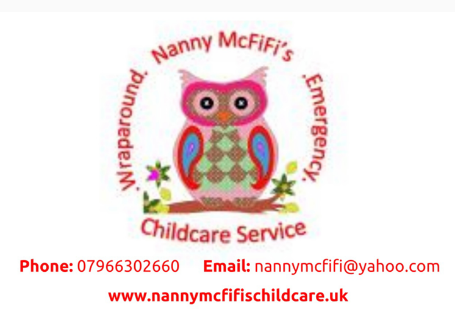 Nanny McFiFi's
.Wraparound.
.Emergency.
Childcare Service
Phone: 07966302660 Email: nannymcfifi@yahoo.com
www.nannymcfifischildcare.uk